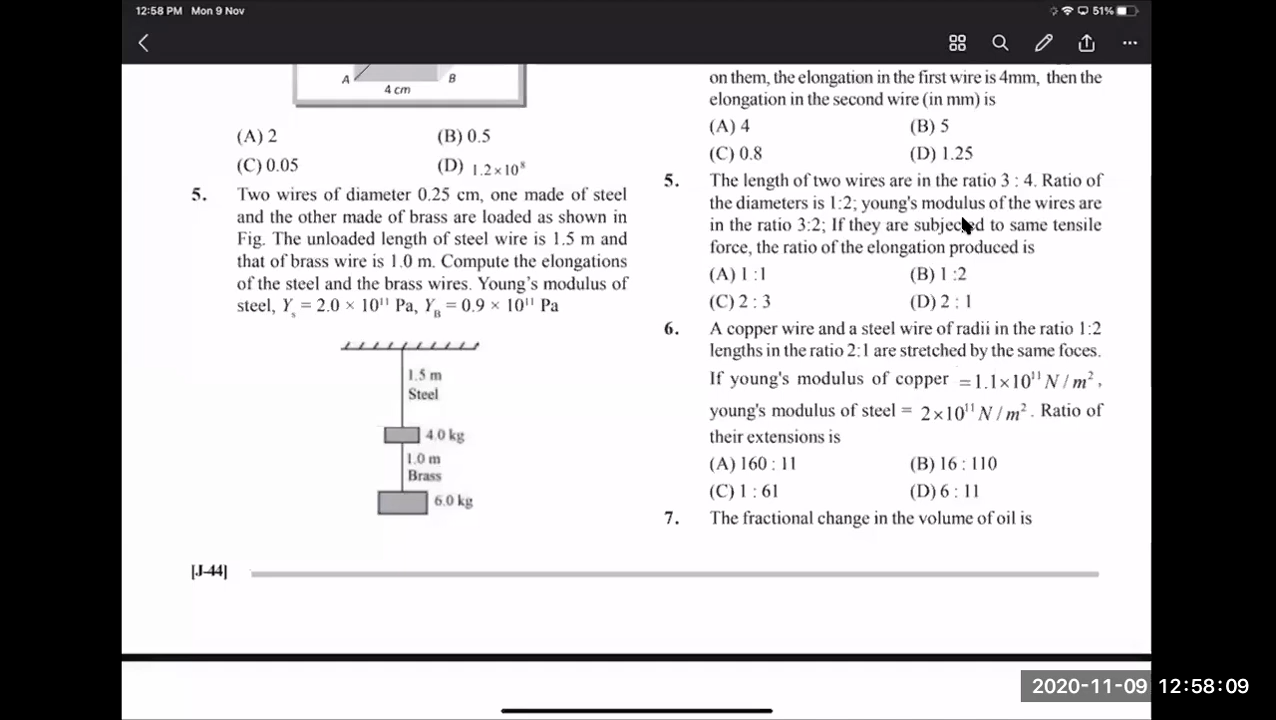 12:58 PM Mon 9 Nov
51%
A
B
4 cm
(A) 2 (B) 0.5
(C) 0.05 (D) 1.2×10⁸
5. Two wires of diameter 0.25 cm, one made of steel
and the other made of brass are loaded as shown in
Fig. The unloaded length of steel wire is 1.5 m and
that of brass wire is 1.0 m. Compute the elongations
of the steel and the brass wires. Young's modulus of
steel, Yₛ = 2.0 × 10¹¹ Pa, Y_B = 0.9 × 10¹¹ Pa
1.5 m
Steel
4.0 kg
1.0 m
Brass
6.0 kg
on them, the elongation in the first wire is 4mm, then the
elongation in the second wire (in mm) is
(A) 4 (B) 5
(C) 0.8 (D) 1.25
5. The length of two wires are in the ratio 3 : 4. Ratio of
the diameters is 1:2; young's modulus of the wires are
in the ratio 3:2; If they are subjected to same tensile
force, the ratio of the elongation produced is
(A) 1 :1 (B) 1 :2
(C) 2 : 3 (D) 2 : 1
6. A copper wire and a steel wire of radii in the ratio 1:2
lengths in the ratio 2:1 are stretched by the same foces.
If young's modulus of copper =1.1×10¹¹ N / m²,
young's modulus of steel = 2×10¹¹ N / m². Ratio of
their extensions is
(A) 160 : 11 (B) 16 : 110
(C) 1 : 61 (D) 6 : 11
7. The fractional change in the volume of oil is
[J-44]
2020-11-09 12:58:09